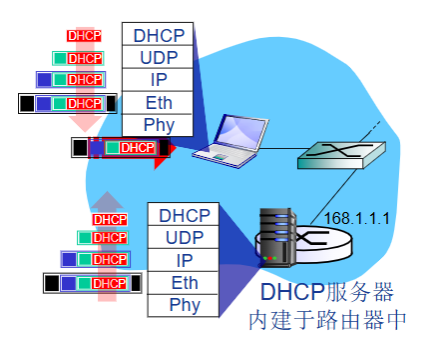 DHCP
DHCP
DHCP
DHCP
DHCP
DHCP
UDP
IP
Eth
Phy
168.1.1.1
DHCP
DHCP
DHCP
DHCP
DHCP
UDP
IP
Eth
Phy
DHCP服务器
内建于路由器中